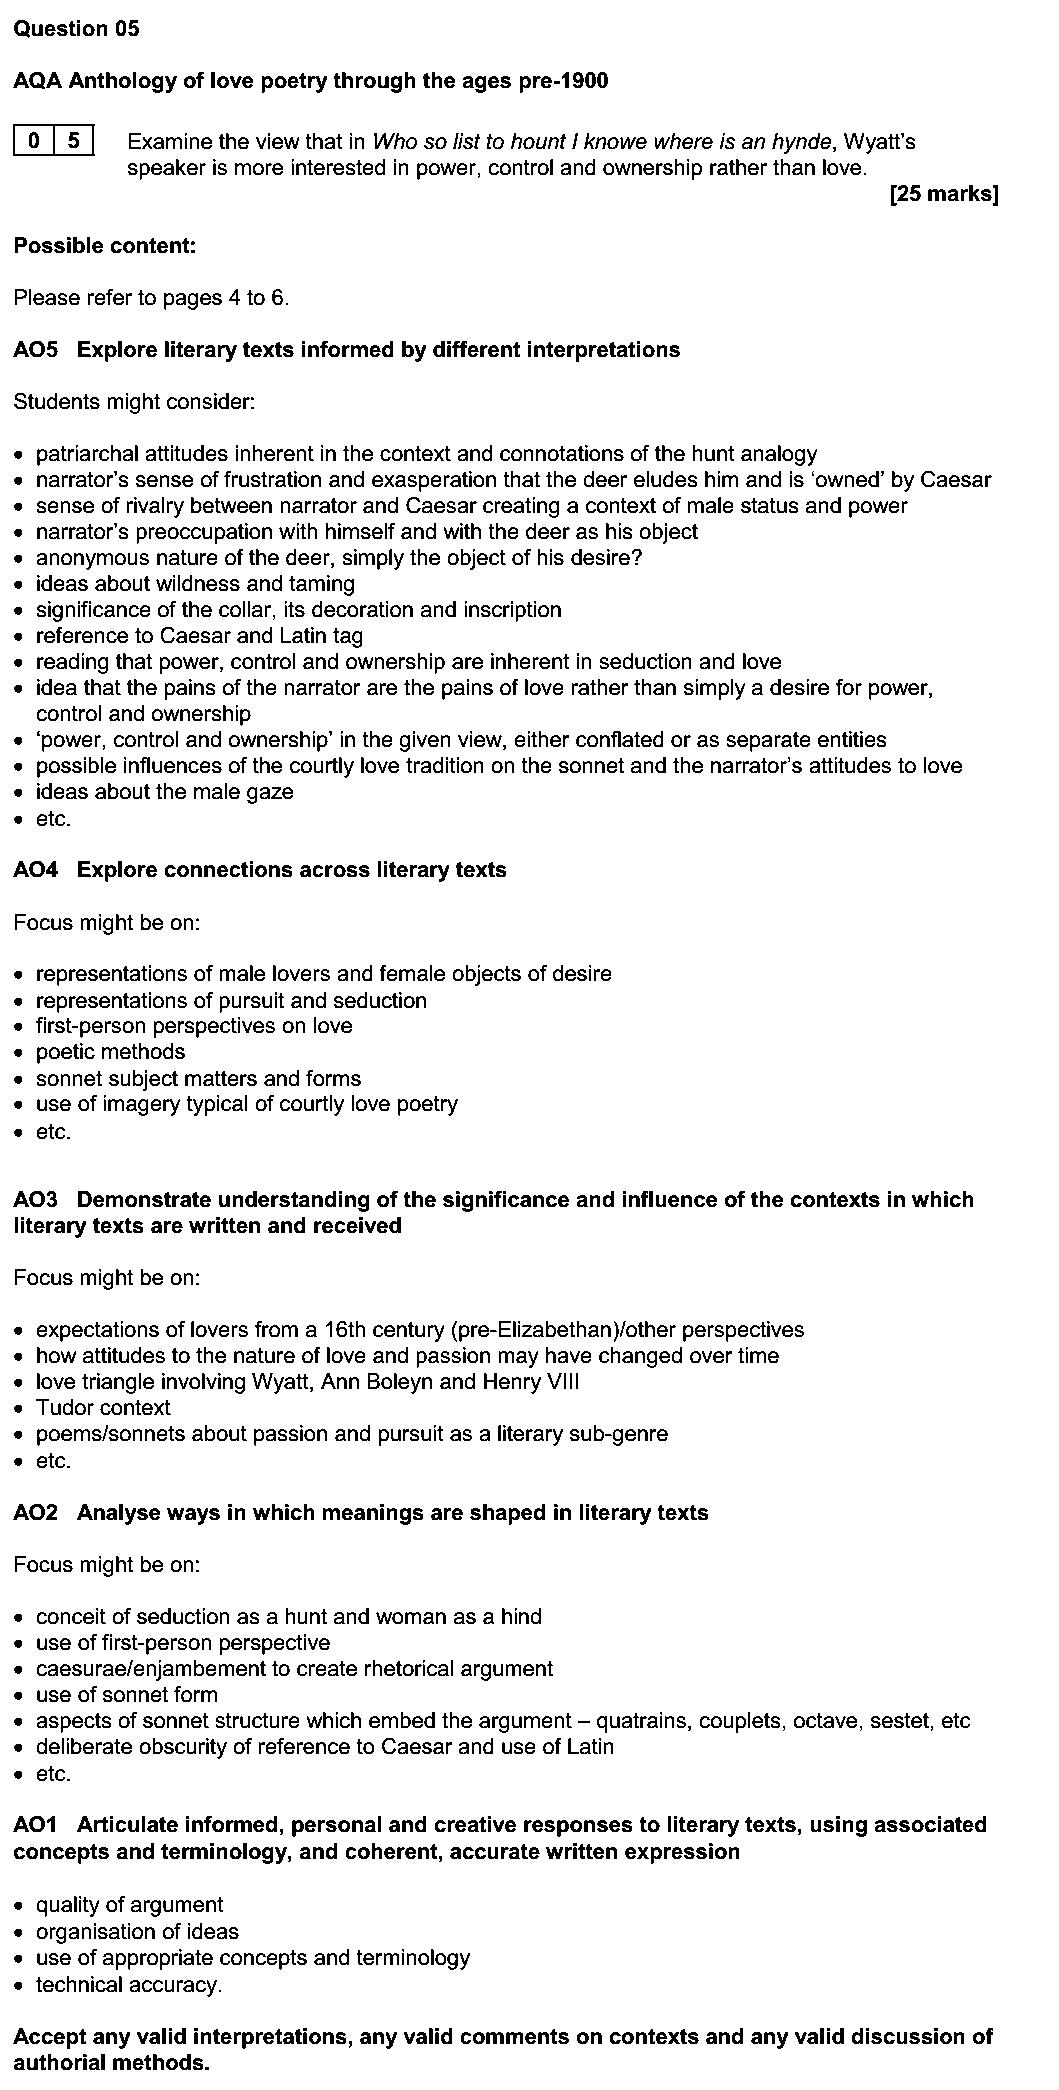 Question 05
AQA Anthology of love poetry through the ages pre-1900
0 5 Examine the view that in Who so list to hount I knowe where is an hynde, Wyatt's
speaker is more interested in power, control and ownership rather than love.
[25 marks]
Possible content:
Please refer to pages 4 to 6.
AO5 Explore literary texts informed by different interpretations
Students might consider:
• patriarchal attitudes inherent in the context and connotations of the hunt analogy
• narrator's sense of frustration and exasperation that the deer eludes him and is 'owned' by Caesar
• sense of rivalry between narrator and Caesar creating a context of male status and power
• narrator's preoccupation with himself and with the deer as his object
• anonymous nature of the deer, simply the object of his desire?
• ideas about wildness and taming
• significance of the collar, its decoration and inscription
• reference to Caesar and Latin tag
• reading that power, control and ownership are inherent in seduction and love
• idea that the pains of the narrator are the pains of love rather than simply a desire for power,
control and ownership
• 'power, control and ownership' in the given view, either conflated or as separate entities
• possible influences of the courtly love tradition on the sonnet and the narrator's attitudes to love
• ideas about the male gaze
• etc.
AO4 Explore connections across literary texts
Focus might be on:
• representations of male lovers and female objects of desire
• representations of pursuit and seduction
• first-person perspectives on love
• poetic methods
• sonnet subject matters and forms
• use of imagery typical of courtly love poetry
• etc.
AO3 Demonstrate understanding of the significance and influence of the contexts in which
literary texts are written and received
Focus might be on:
• expectations of lovers from a 16th century (pre-Elizabethan)/other perspectives
• how attitudes to the nature of love and passion may have changed over time
• love triangle involving Wyatt, Ann Boleyn and Henry VIII
• Tudor context
• poems/sonnets about passion and pursuit as a literary sub-genre
• etc.
AO2 Analyse ways in which meanings are shaped in literary texts
Focus might be on:
• conceit of seduction as a hunt and woman as a hind
• use of first-person perspective
• caesurae/enjambement to create rhetorical argument
• use of sonnet form
• aspects of sonnet structure which embed the argument – quatrains, couplets, octave, sestet, etc
• deliberate obscurity of reference to Caesar and use of Latin
• etc.
AO1 Articulate informed, personal and creative responses to literary texts, using associated
concepts and terminology, and coherent, accurate written expression
• quality of argument
• organisation of ideas
• use of appropriate concepts and terminology
• technical accuracy.
Accept any valid interpretations, any valid comments on contexts and any valid discussion of
authorial methods.